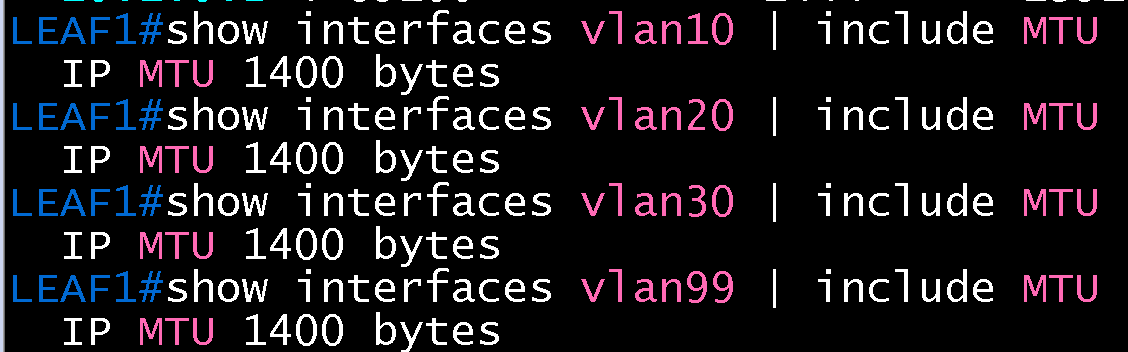 LEAF1#show interfaces vlan10 | include MTU
IP MTU 1400 bytes
LEAF1#show interfaces vlan20 | include MTU
IP MTU 1400 bytes
LEAF1#show interfaces vlan30 | include MTU
IP MTU 1400 bytes
LEAF1#show interfaces vlan99 | include MTU
IP MTU 1400 bytes